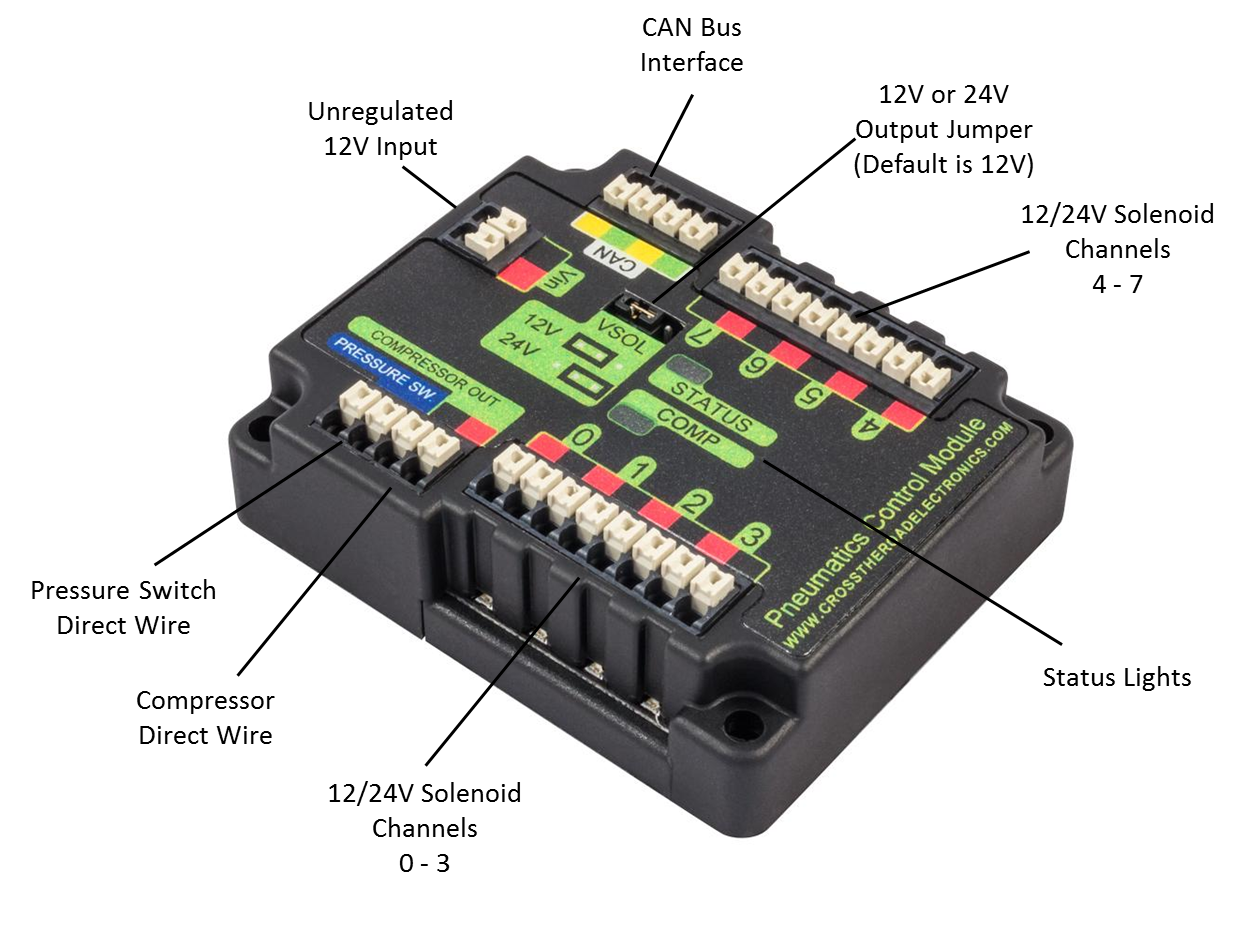 CAN Bus
Interface
12V or 24V
Output Jumper
(Default is 12V)
Unregulated
12V Input
12/24V Solenoid
Channels
4 - 7
CAN
Vin
12V
24V
VSOL
7
6
5
4
STATUS
COMP
COMPRESSOR OUT
PRESSURE SW.
0
1
2
3
Pneumatics Control Module
WWW.CROSSTHEROADELECTRONICS.COM
Pressure Switch
Direct Wire
Compressor
Direct Wire
12/24V Solenoid
Channels
0 - 3
Status Lights